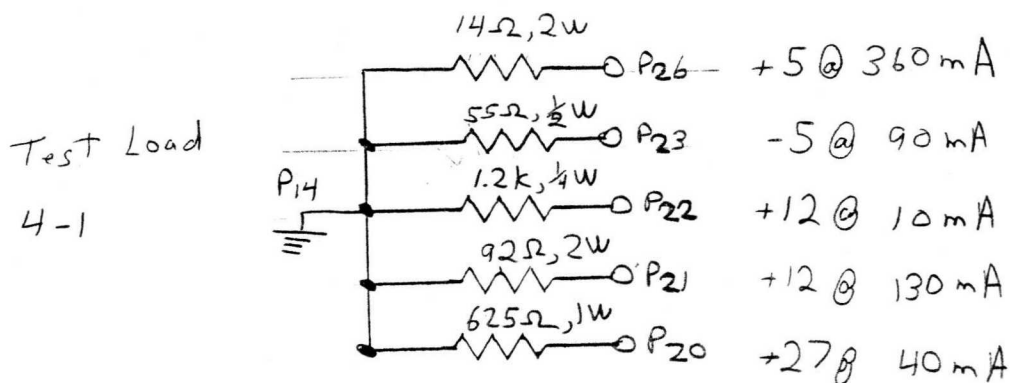 14Ω, 2W
P26 +5 @ 360 mA
55Ω, ½W
P23 -5 @ 90 mA
Test Load
4-1
P14
1.2k, ¼W
P22 +12 @ 10 mA
92Ω, 2W
P21 +12 @ 130 mA
625Ω, 1W
P20 +27 @ 40 mA